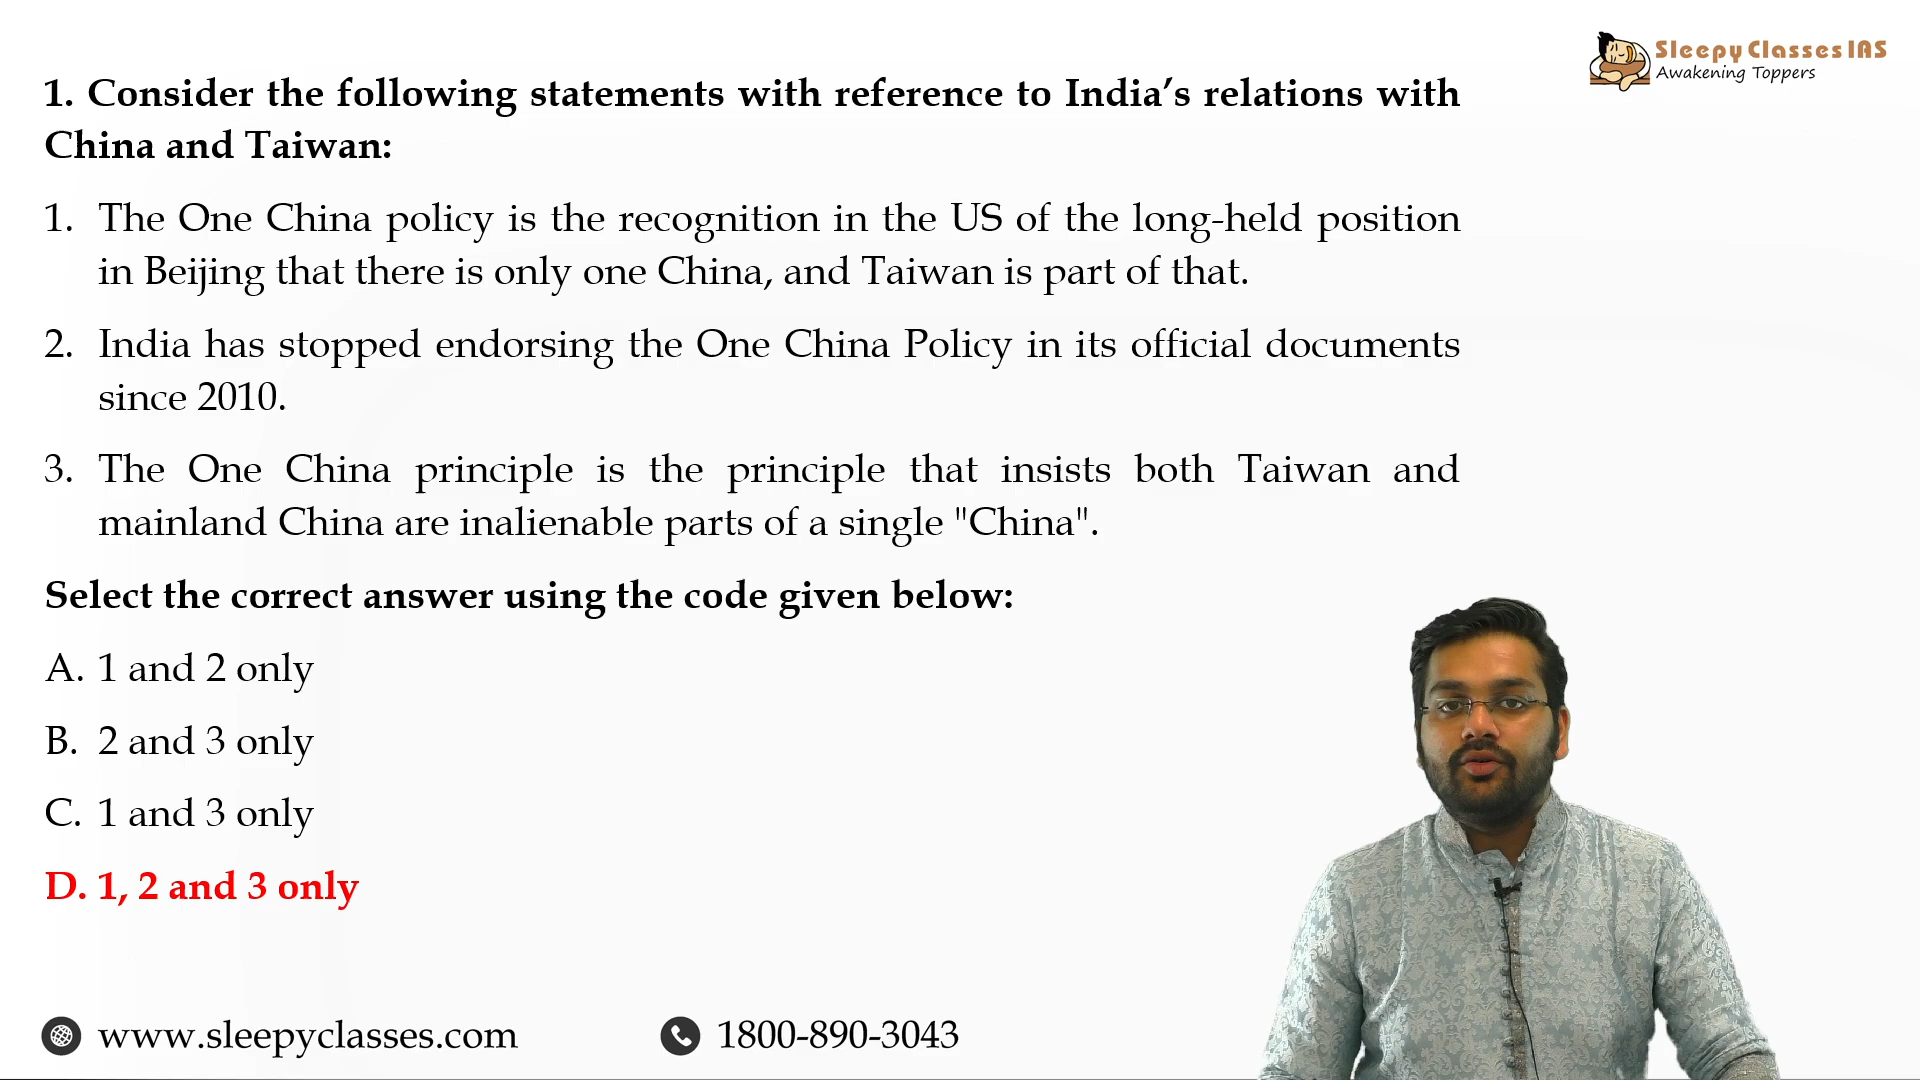 Sleepy Classes IAS
Awakening Toppers
1. Consider the following statements with reference to India’s relations with
China and Taiwan:
1. The One China policy is the recognition in the US of the long-held position
in Beijing that there is only one China, and Taiwan is part of that.
2. India has stopped endorsing the One China Policy in its official documents
since 2010.
3. The One China principle is the principle that insists both Taiwan and
mainland China are inalienable parts of a single "China".
Select the correct answer using the code given below:
A. 1 and 2 only
B. 2 and 3 only
C. 1 and 3 only
D. 1, 2 and 3 only
www.sleepyclasses.com
1800-890-3043